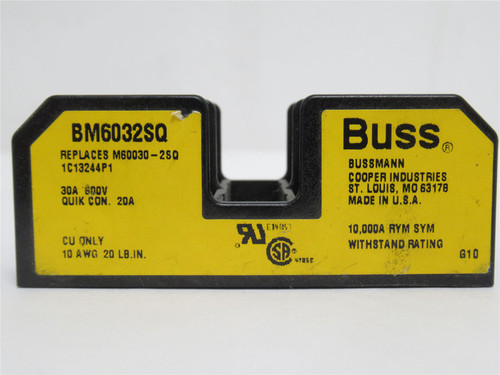 BM6032SQ
REPLACES M60030-2SQ
1C13244P1
30A 600V
QUIK CON. 20A
CU ONLY
10 AWG 20 LB.IN.
Buss®
BUSSMANN
COOPER INDUSTRIES
ST. LOUIS, MO 63178
MADE IN U.S.A.
10,000A RYM SYM
WITHSTAND RATING
G10